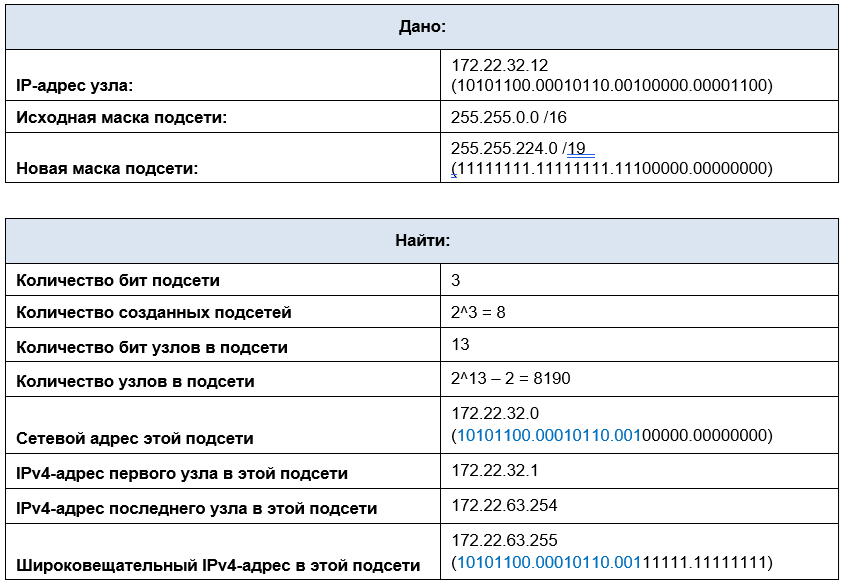 Дано:
IP-адрес узла:
172.22.32.12
(10101100.00010110.00100000.00001100)
Исходная маска подсети:
255.255.0.0 /16
Новая маска подсети:
255.255.224.0 /19
(11111111.11111111.11100000.00000000)
Найти:
Количество бит подсети
3
Количество созданных подсетей
2^3 = 8
Количество бит узлов в подсети
13
Количество узлов в подсети
2^13 – 2 = 8190
Сетевой адрес этой подсети
172.22.32.0
(10101100.00010110.00100000.00000000)
IPv4-адрес первого узла в этой подсети
172.22.32.1
IPv4-адрес последнего узла в этой подсети
172.22.63.254
Широковещательный IPv4-адрес в этой подсети
172.22.63.255
(10101100.00010110.00111111.11111111)